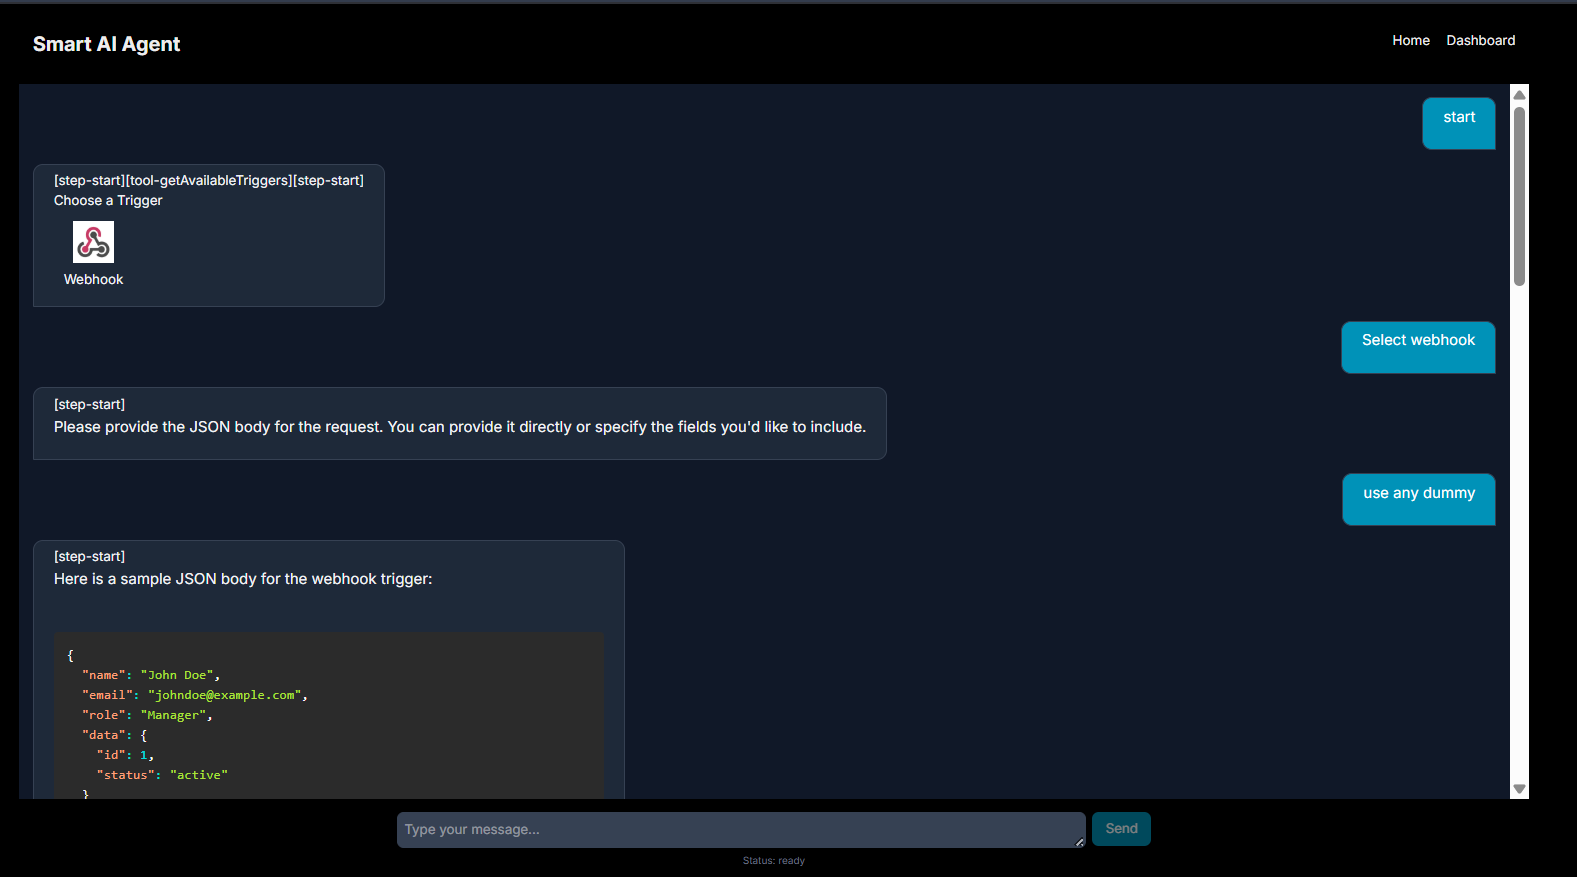 Smart AI Agent
Home Dashboard
start
[step-start][tool-getAvailableTriggers][step-start]
Choose a Trigger
Webhook
Select webhook
[step-start]
Please provide the JSON body for the request. You can provide it directly or specify the fields you'd like to include.
use any dummy
[step-start]
Here is a sample JSON body for the webhook trigger:
{
"name": "John Doe",
"email": "johndoe@example.com",
"role": "Manager",
"data": {
"id": 1,
"status": "active"
}
Type your message...
Send
Status: ready